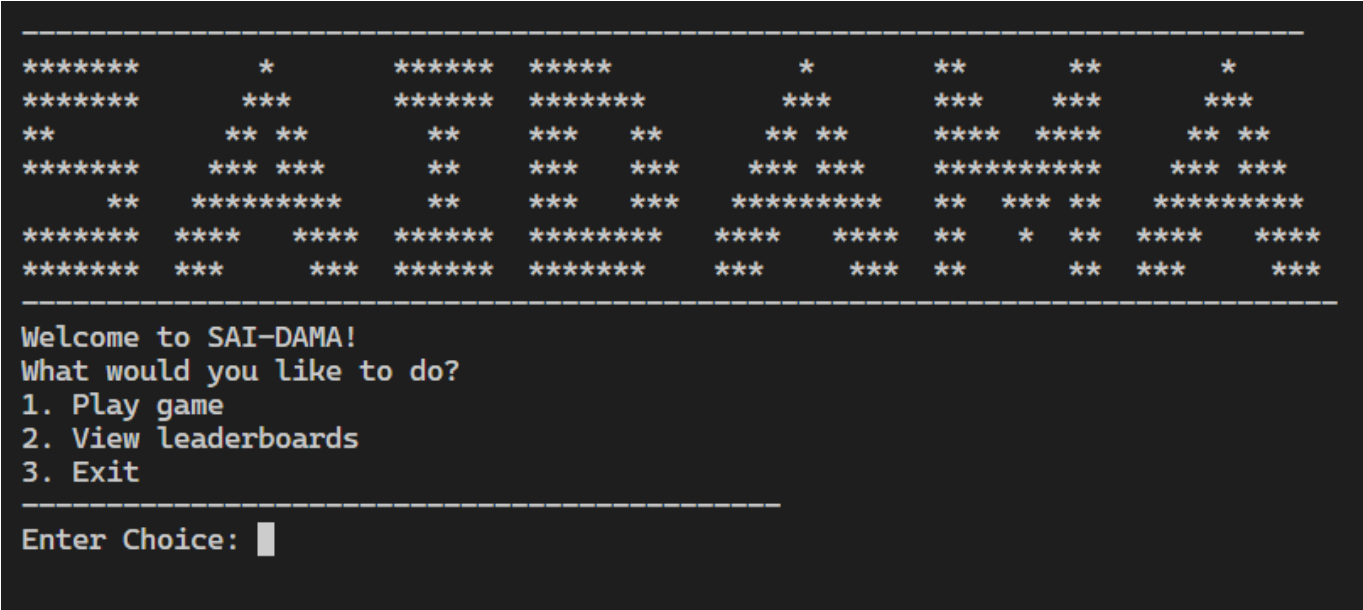 ----------------------------------------------------------------------------
*******       *       ******  *****           *       **      **       *
*******      ***      ******  *******        ***      ***    ***      ***
**          ** **       **    ***   **      ** **     ****  ****     ** **
*******    *** ***      **    ***   ***    *** ***    **********    *** ***
     **   *********     **    ***   ***   *********   **  *** **   *********
*******  ****   ****  ******  ********   ****   ****  **   *  **  ****   ****
*******  ***     ***  ******  *******    ***     ***  **      **  ***     ***
------------------------------------------------------------------------------
Welcome to SAI-DAMA!
What would you like to do?
1. Play game
2. View leaderboards
3. Exit
---------------------------------------------
Enter Choice: